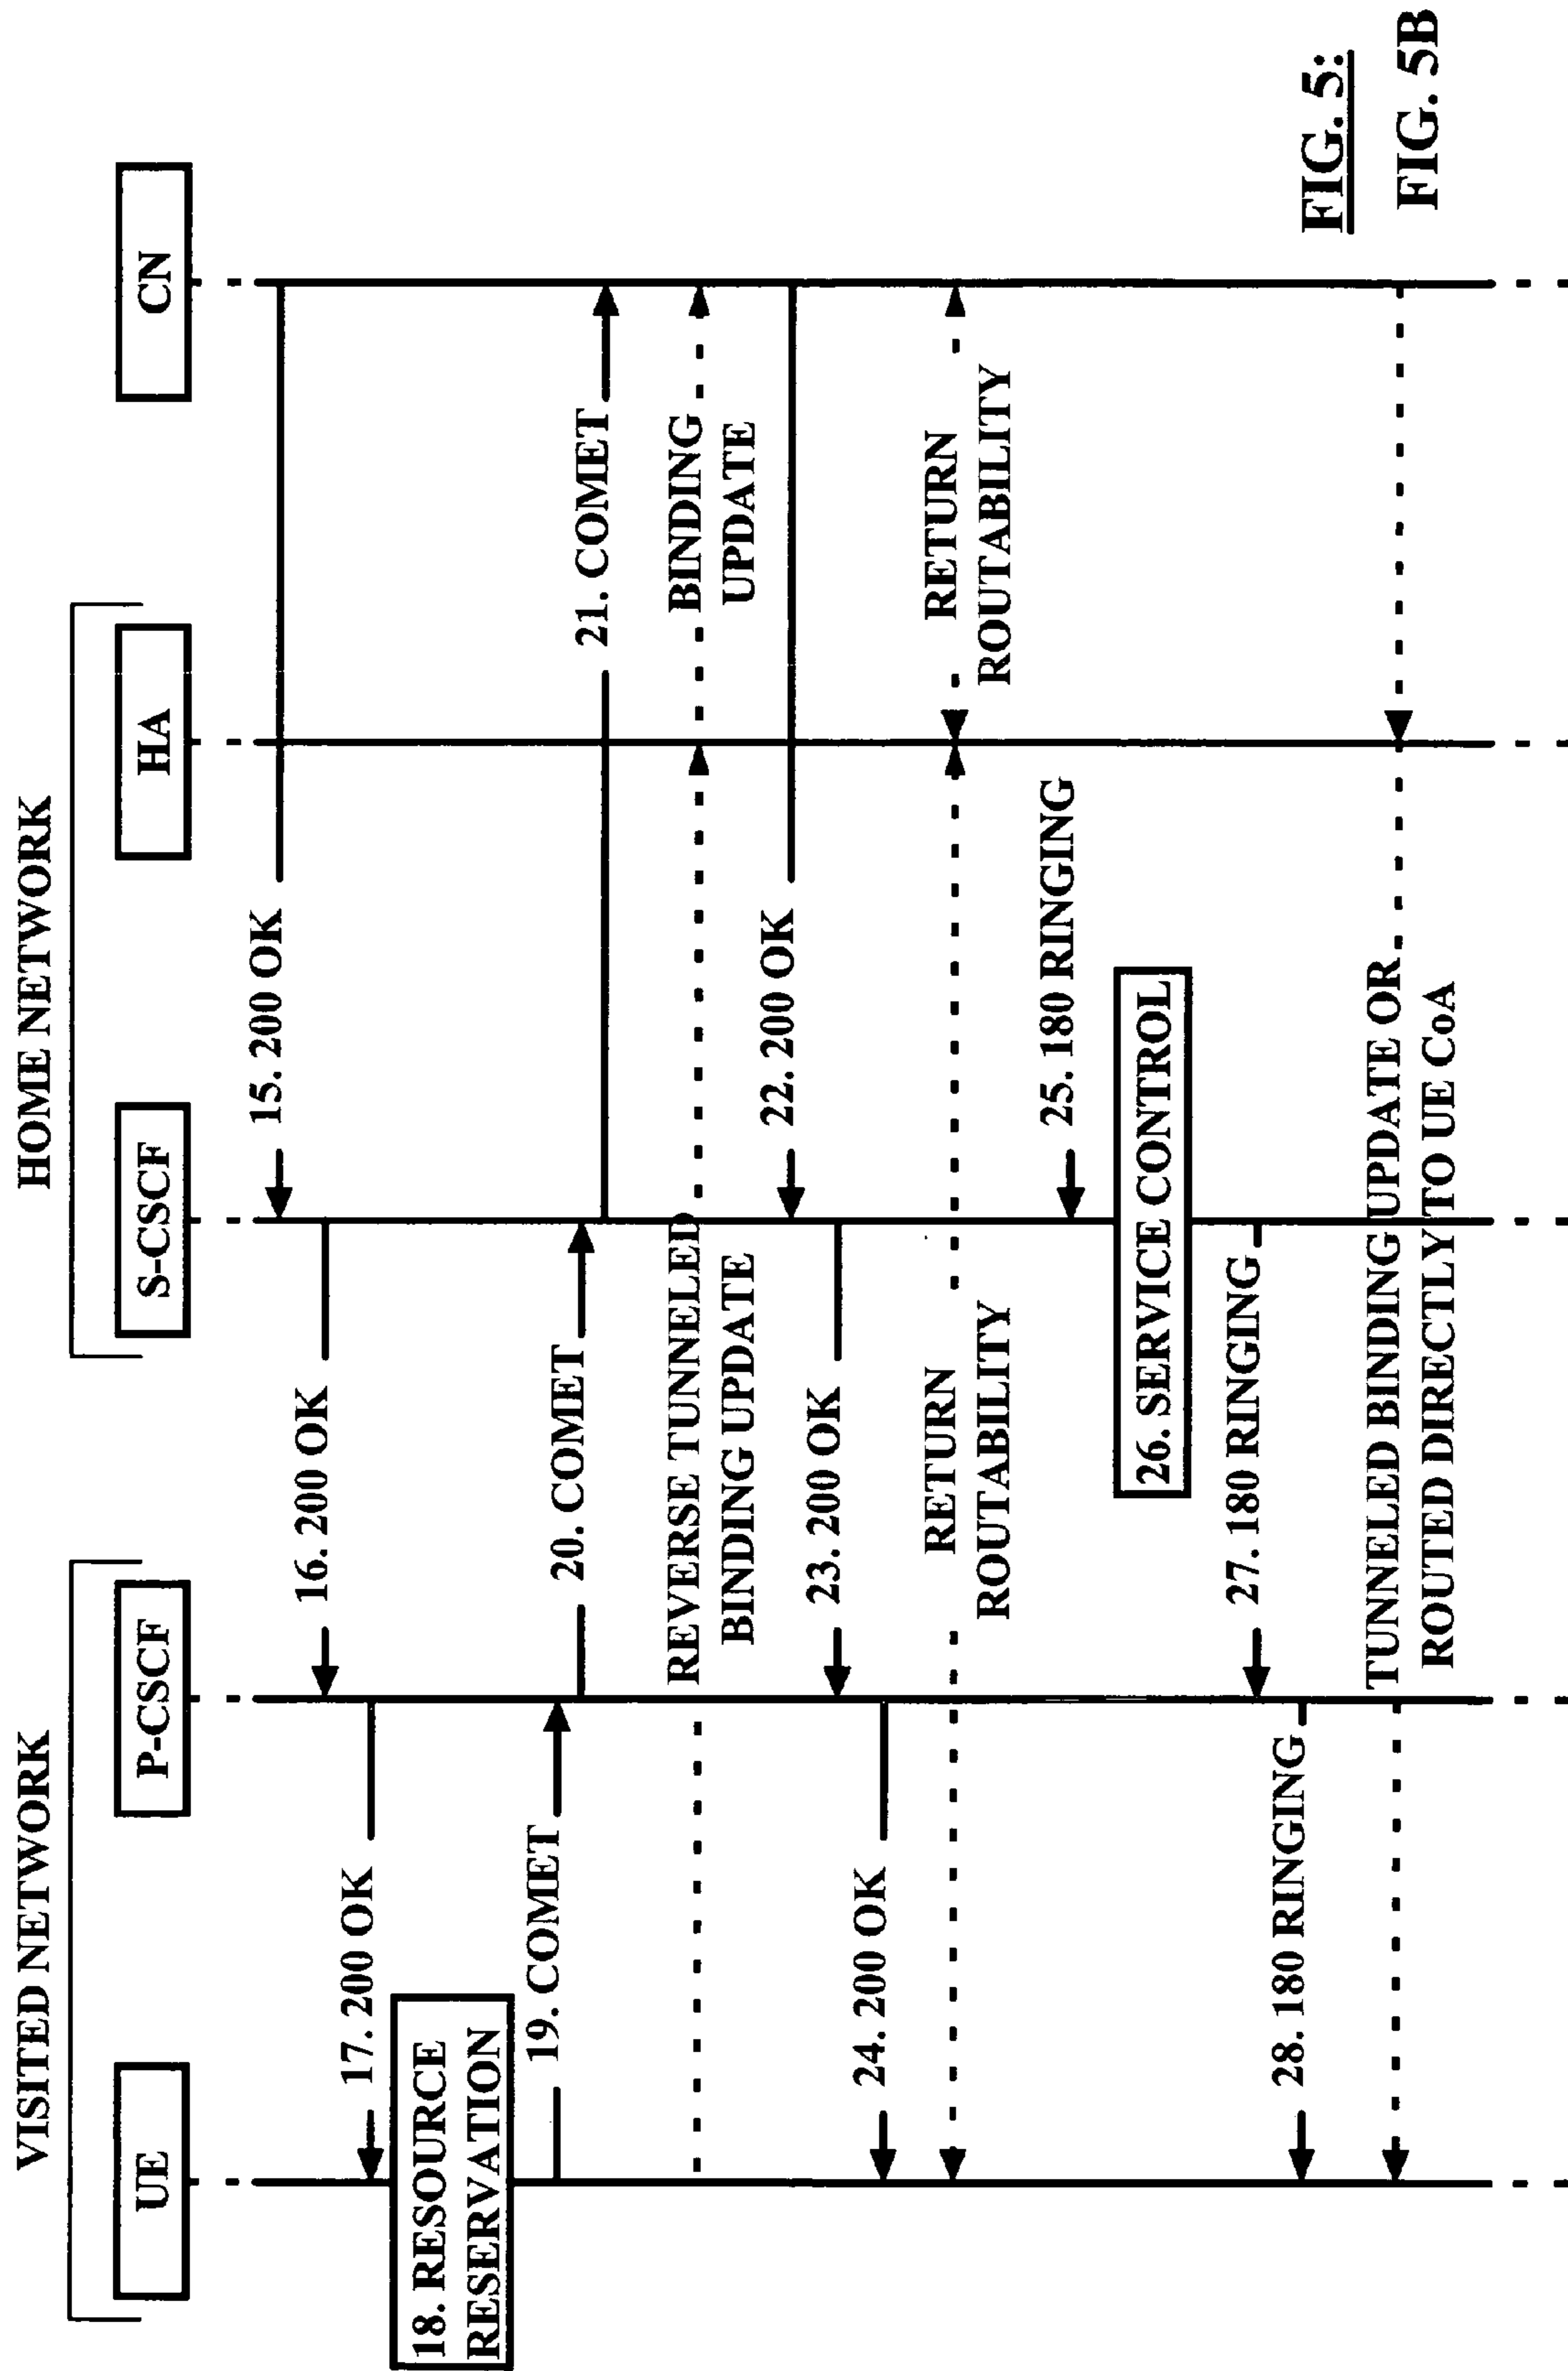 VISITED NETWORK
HOME NETWORK
UE
P-CSCF
S-CSCF
HA
CN
15. 200 OK
16. 200 OK
17. 200 OK
18. RESOURCE
RESERVATION
19. COMET
20. COMET
21. COMET
REVERSE TUNNELED
BINDING UPDATE
BINDING
UPDATE
22. 200 OK
23. 200 OK
24. 200 OK
RETURN
ROUTABILITY
RETURN
ROUTABILITY
25. 180 RINGING
26. SERVICE CONTROL
27. 180 RINGING
28. 180 RINGING
TUNNELED BINDING UPDATE OR
ROUTED DIRECTLY TO UE CoA
FIG. 5:
FIG. 5B